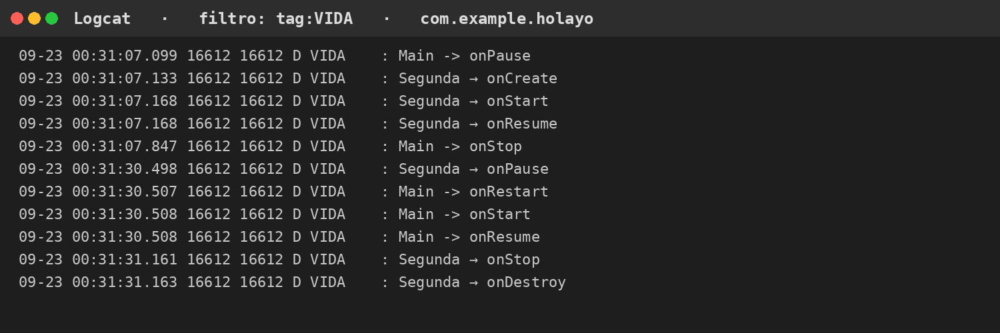 Logcat · filtro: tag:VIDA · com.example.holayo
09-23 00:31:07.099 16612 16612 D VIDA : Main -> onPause
09-23 00:31:07.133 16612 16612 D VIDA : Segunda → onCreate
09-23 00:31:07.168 16612 16612 D VIDA : Segunda → onStart
09-23 00:31:07.168 16612 16612 D VIDA : Segunda → onResume
09-23 00:31:07.847 16612 16612 D VIDA : Main -> onStop
09-23 00:31:30.498 16612 16612 D VIDA : Segunda → onPause
09-23 00:31:30.507 16612 16612 D VIDA : Main -> onRestart
09-23 00:31:30.508 16612 16612 D VIDA : Main -> onStart
09-23 00:31:30.508 16612 16612 D VIDA : Main -> onResume
09-23 00:31:31.161 16612 16612 D VIDA : Segunda → onStop
09-23 00:31:31.163 16612 16612 D VIDA : Segunda → onDestroy